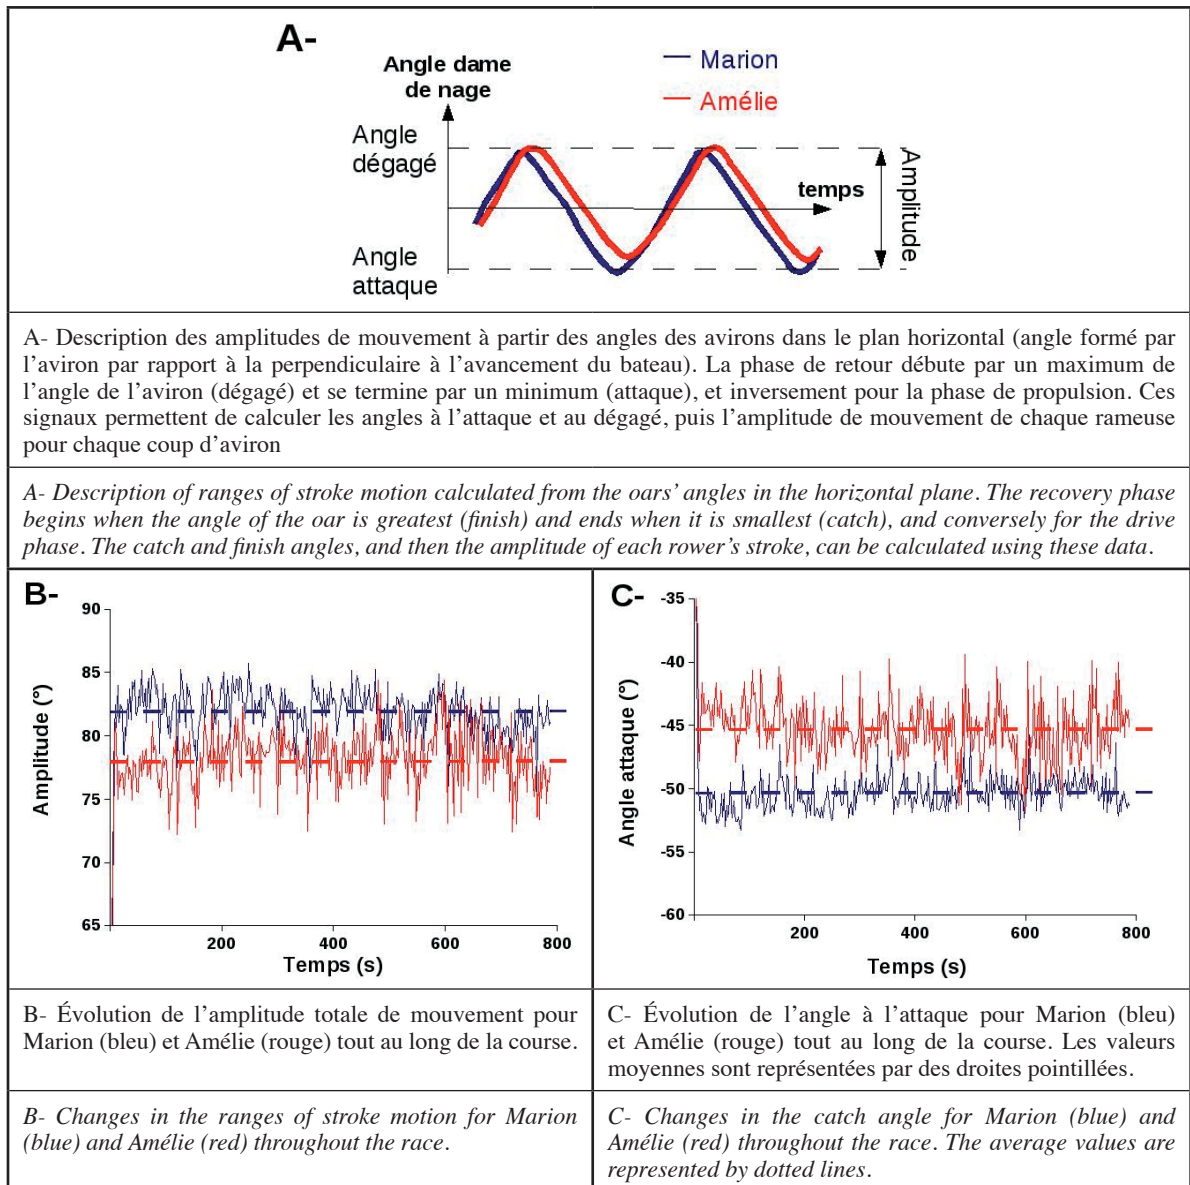 A-
Angle dame
de nage
Marion
Amélie
Angle
dégagé
temps
Amplitude
Angle
attaque
A- Description des amplitudes de mouvement à partir des angles des avirons dans le plan horizontal (angle formé par
l'aviron par rapport à la perpendiculaire à l'avancement du bateau). La phase de retour débute par un maximum de
l'angle de l'aviron (dégagé) et se termine par un minimum (attaque), et inversement pour la phase de propulsion. Ces
signaux permettent de calculer les angles à l'attaque et au dégagé, puis l'amplitude de mouvement de chaque rameuse
pour chaque coup d'aviron
A- Description of ranges of stroke motion calculated from the oars' angles in the horizontal plane. The recovery phase
begins when the angle of the oar is greatest (finish) and ends when it is smallest (catch), and conversely for the drive
phase. The catch and finish angles, and then the amplitude of each rower's stroke, can be calculated using these data.
B-
90
85
80
75
70
65
Amplitude (°)
200
400
600
800
Temps (s)
C-
-35
-40
-45
-50
-55
-60
Angle attaque (°)
200
400
600
800
Temps (s)
B- Évolution de l'amplitude totale de mouvement pour
Marion (bleu) et Amélie (rouge) tout au long de la course.
C- Évolution de l'angle à l'attaque pour Marion (bleu)
et Amélie (rouge) tout au long de la course. Les valeurs
moyennes sont représentées par des droites pointillées.
B- Changes in the ranges of stroke motion for Marion
(blue) and Amélie (red) throughout the race.
C- Changes in the catch angle for Marion (blue) and
Amélie (red) throughout the race. The average values are
represented by dotted lines.